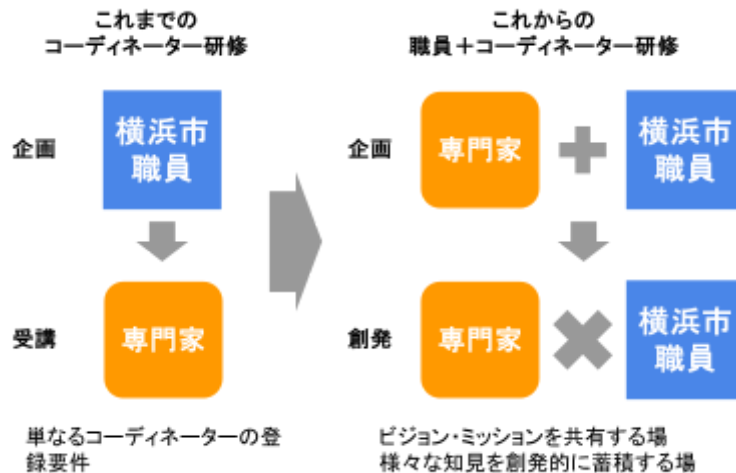 これまでの
コーディネーター研修
企画
横浜市
職員
受講
専門家
単なるコーディネーターの登
録要件
これからの
職員＋コーディネーター研修
企画
専門家
横浜市
職員
創発
専門家
横浜市
職員
ビジョン・ミッションを共有する場
様々な知見を創発的に蓄積する場